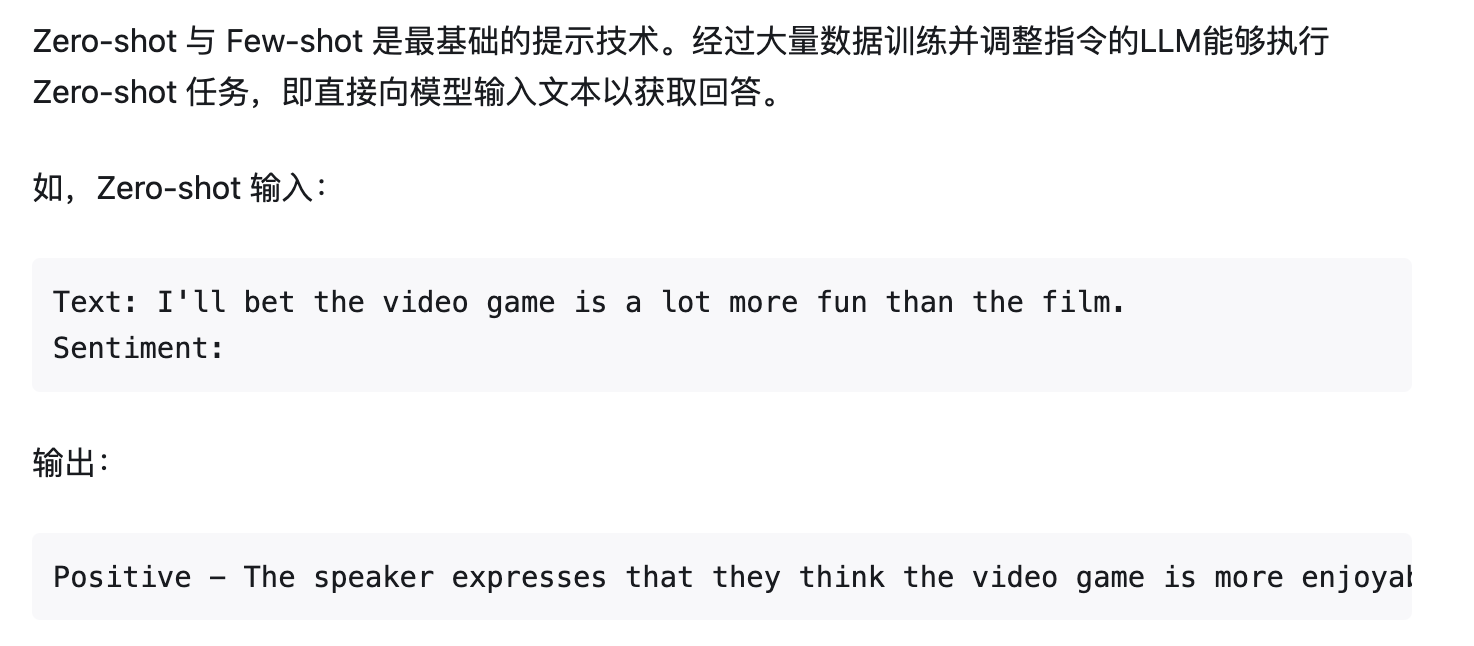 Zero-shot 与 Few-shot 是最基础的提示技术。经过大量数据训练并调整指令的LLM能够执行
Zero-shot 任务，即直接向模型输入文本以获取回答。
如，Zero-shot 输入：
Text: I'll bet the video game is a lot more fun than the film.
Sentiment:
输出：
Positive – The speaker expresses that they think the video game is more